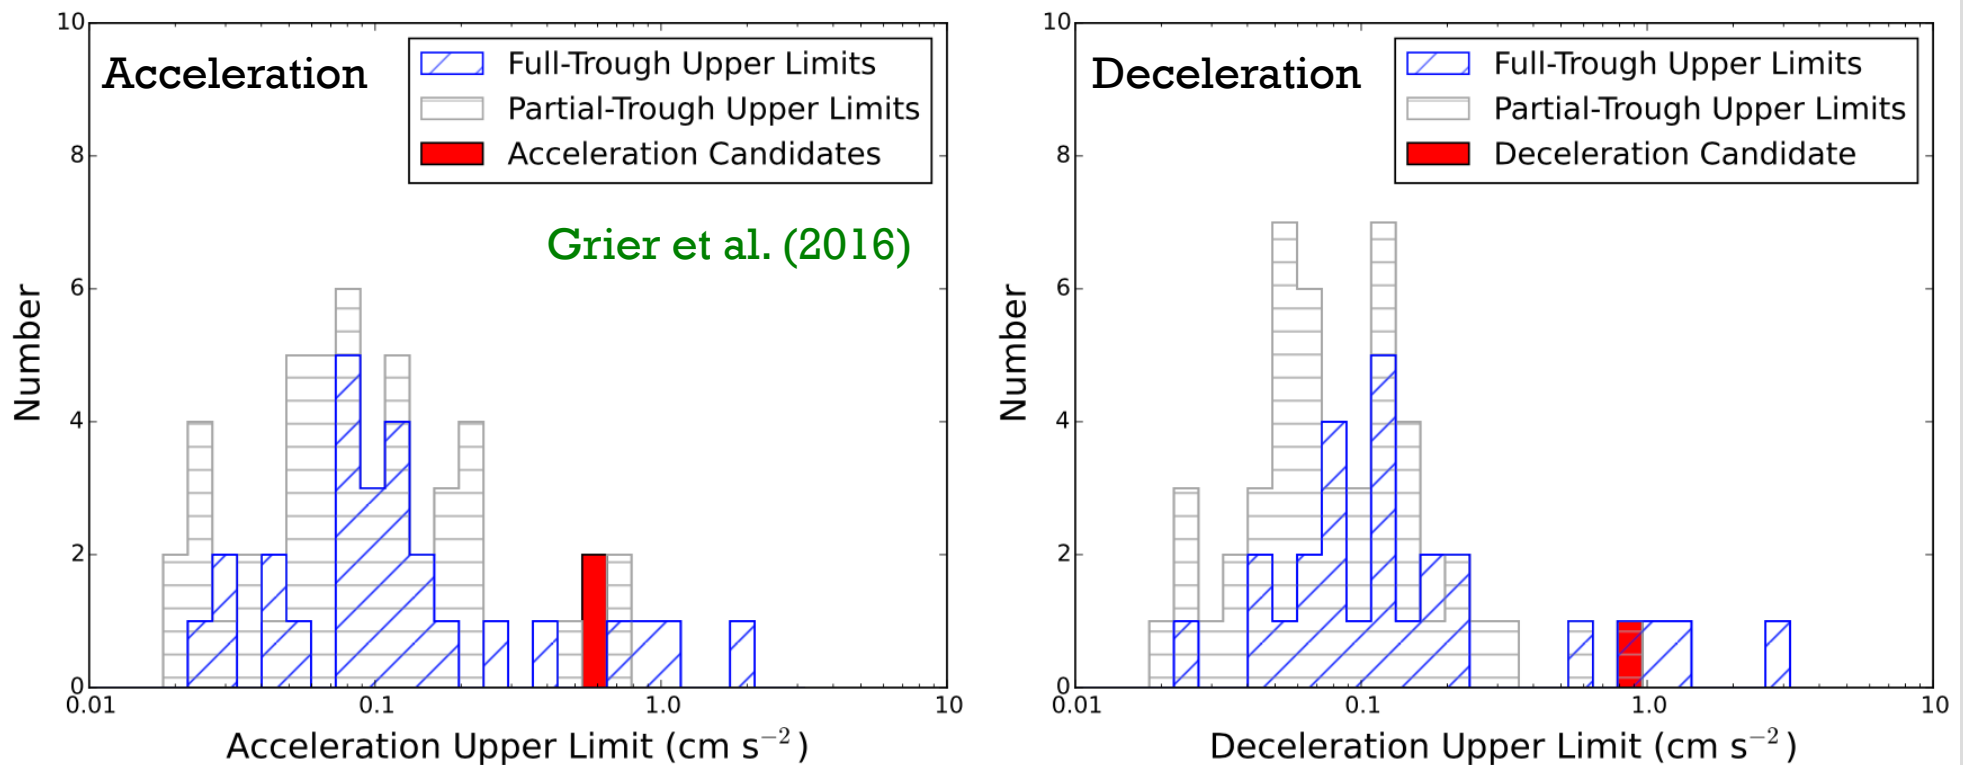 Acceleration
Full-Trough Upper Limits
Partial-Trough Upper Limits
Acceleration Candidates
Grier et al. (2016)
Number
10
8
6
4
2
0
0.01
0.1
1.0
10
Acceleration Upper Limit (cm s⁻²)
Deceleration
Full-Trough Upper Limits
Partial-Trough Upper Limits
Deceleration Candidate
Number
10
8
6
4
2
0
0.01
0.1
1.0
10
Deceleration Upper Limit (cm s⁻²)